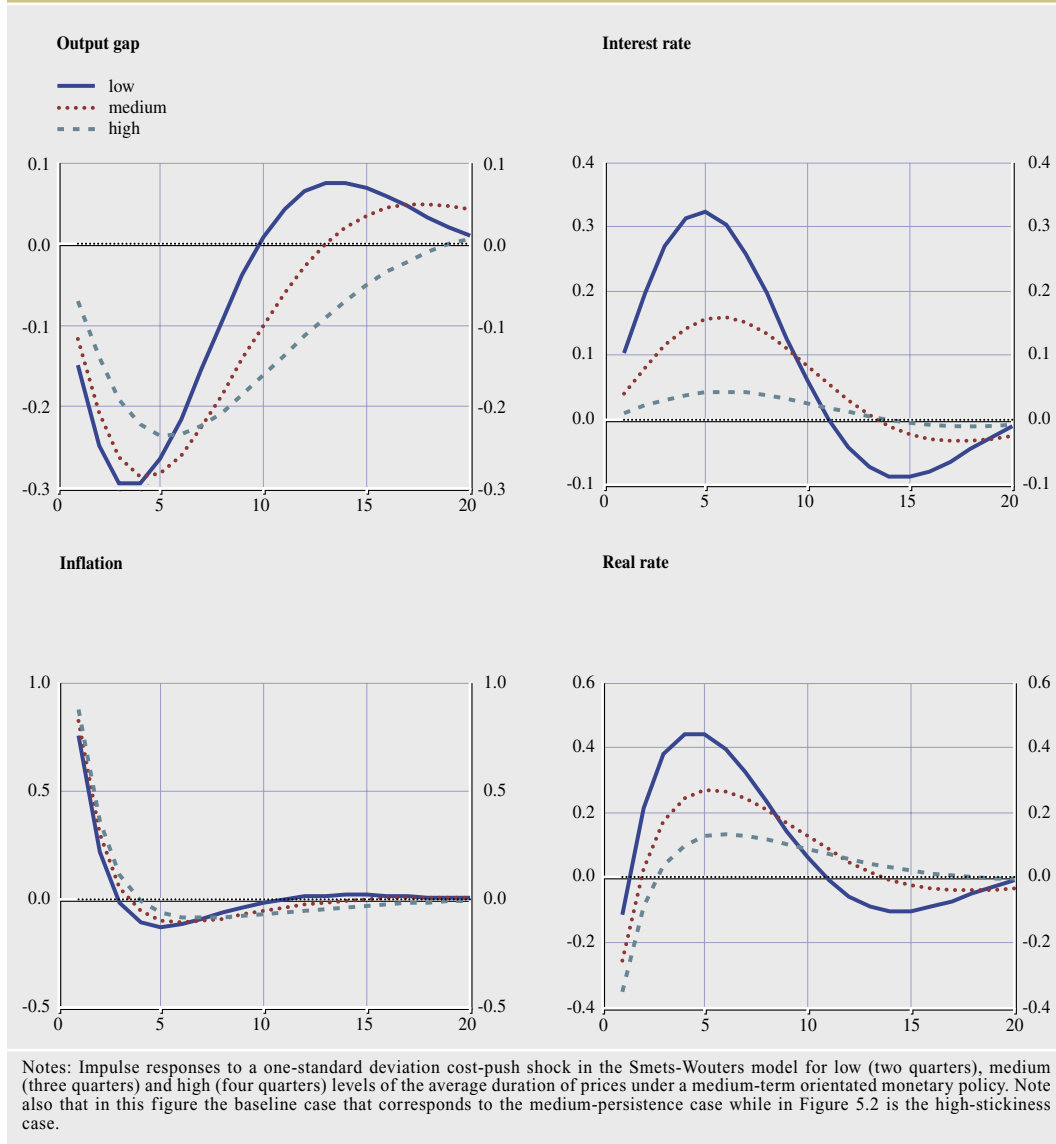 Output gap
low
medium
high
0.1 0.1
0.0 0.0
-0.1 -0.1
-0.2 -0.2
-0.3 -0.3
0 5 10 15 20
Interest rate
0.4 0.4
0.3 0.3
0.2 0.2
0.1 0.1
0.0 0.0
-0.1 -0.1
0 5 10 15 20
Inflation
1.0 1.0
0.5 0.5
0.0 0.0
-0.5 -0.5
0 5 10 15 20
Real rate
0.6 0.6
0.4 0.4
0.2 0.2
0.0 0.0
-0.2 -0.2
-0.4 -0.4
0 5 10 15 20
Notes: Impulse responses to a one-standard deviation cost-push shock in the Smets-Wouters model for low (two quarters), medium
(three quarters) and high (four quarters) levels of the average duration of prices under a medium-term orientated monetary policy. Note
also that in this figure the baseline case that corresponds to the medium-persistence case while in Figure 5.2 is the high-stickiness
case.